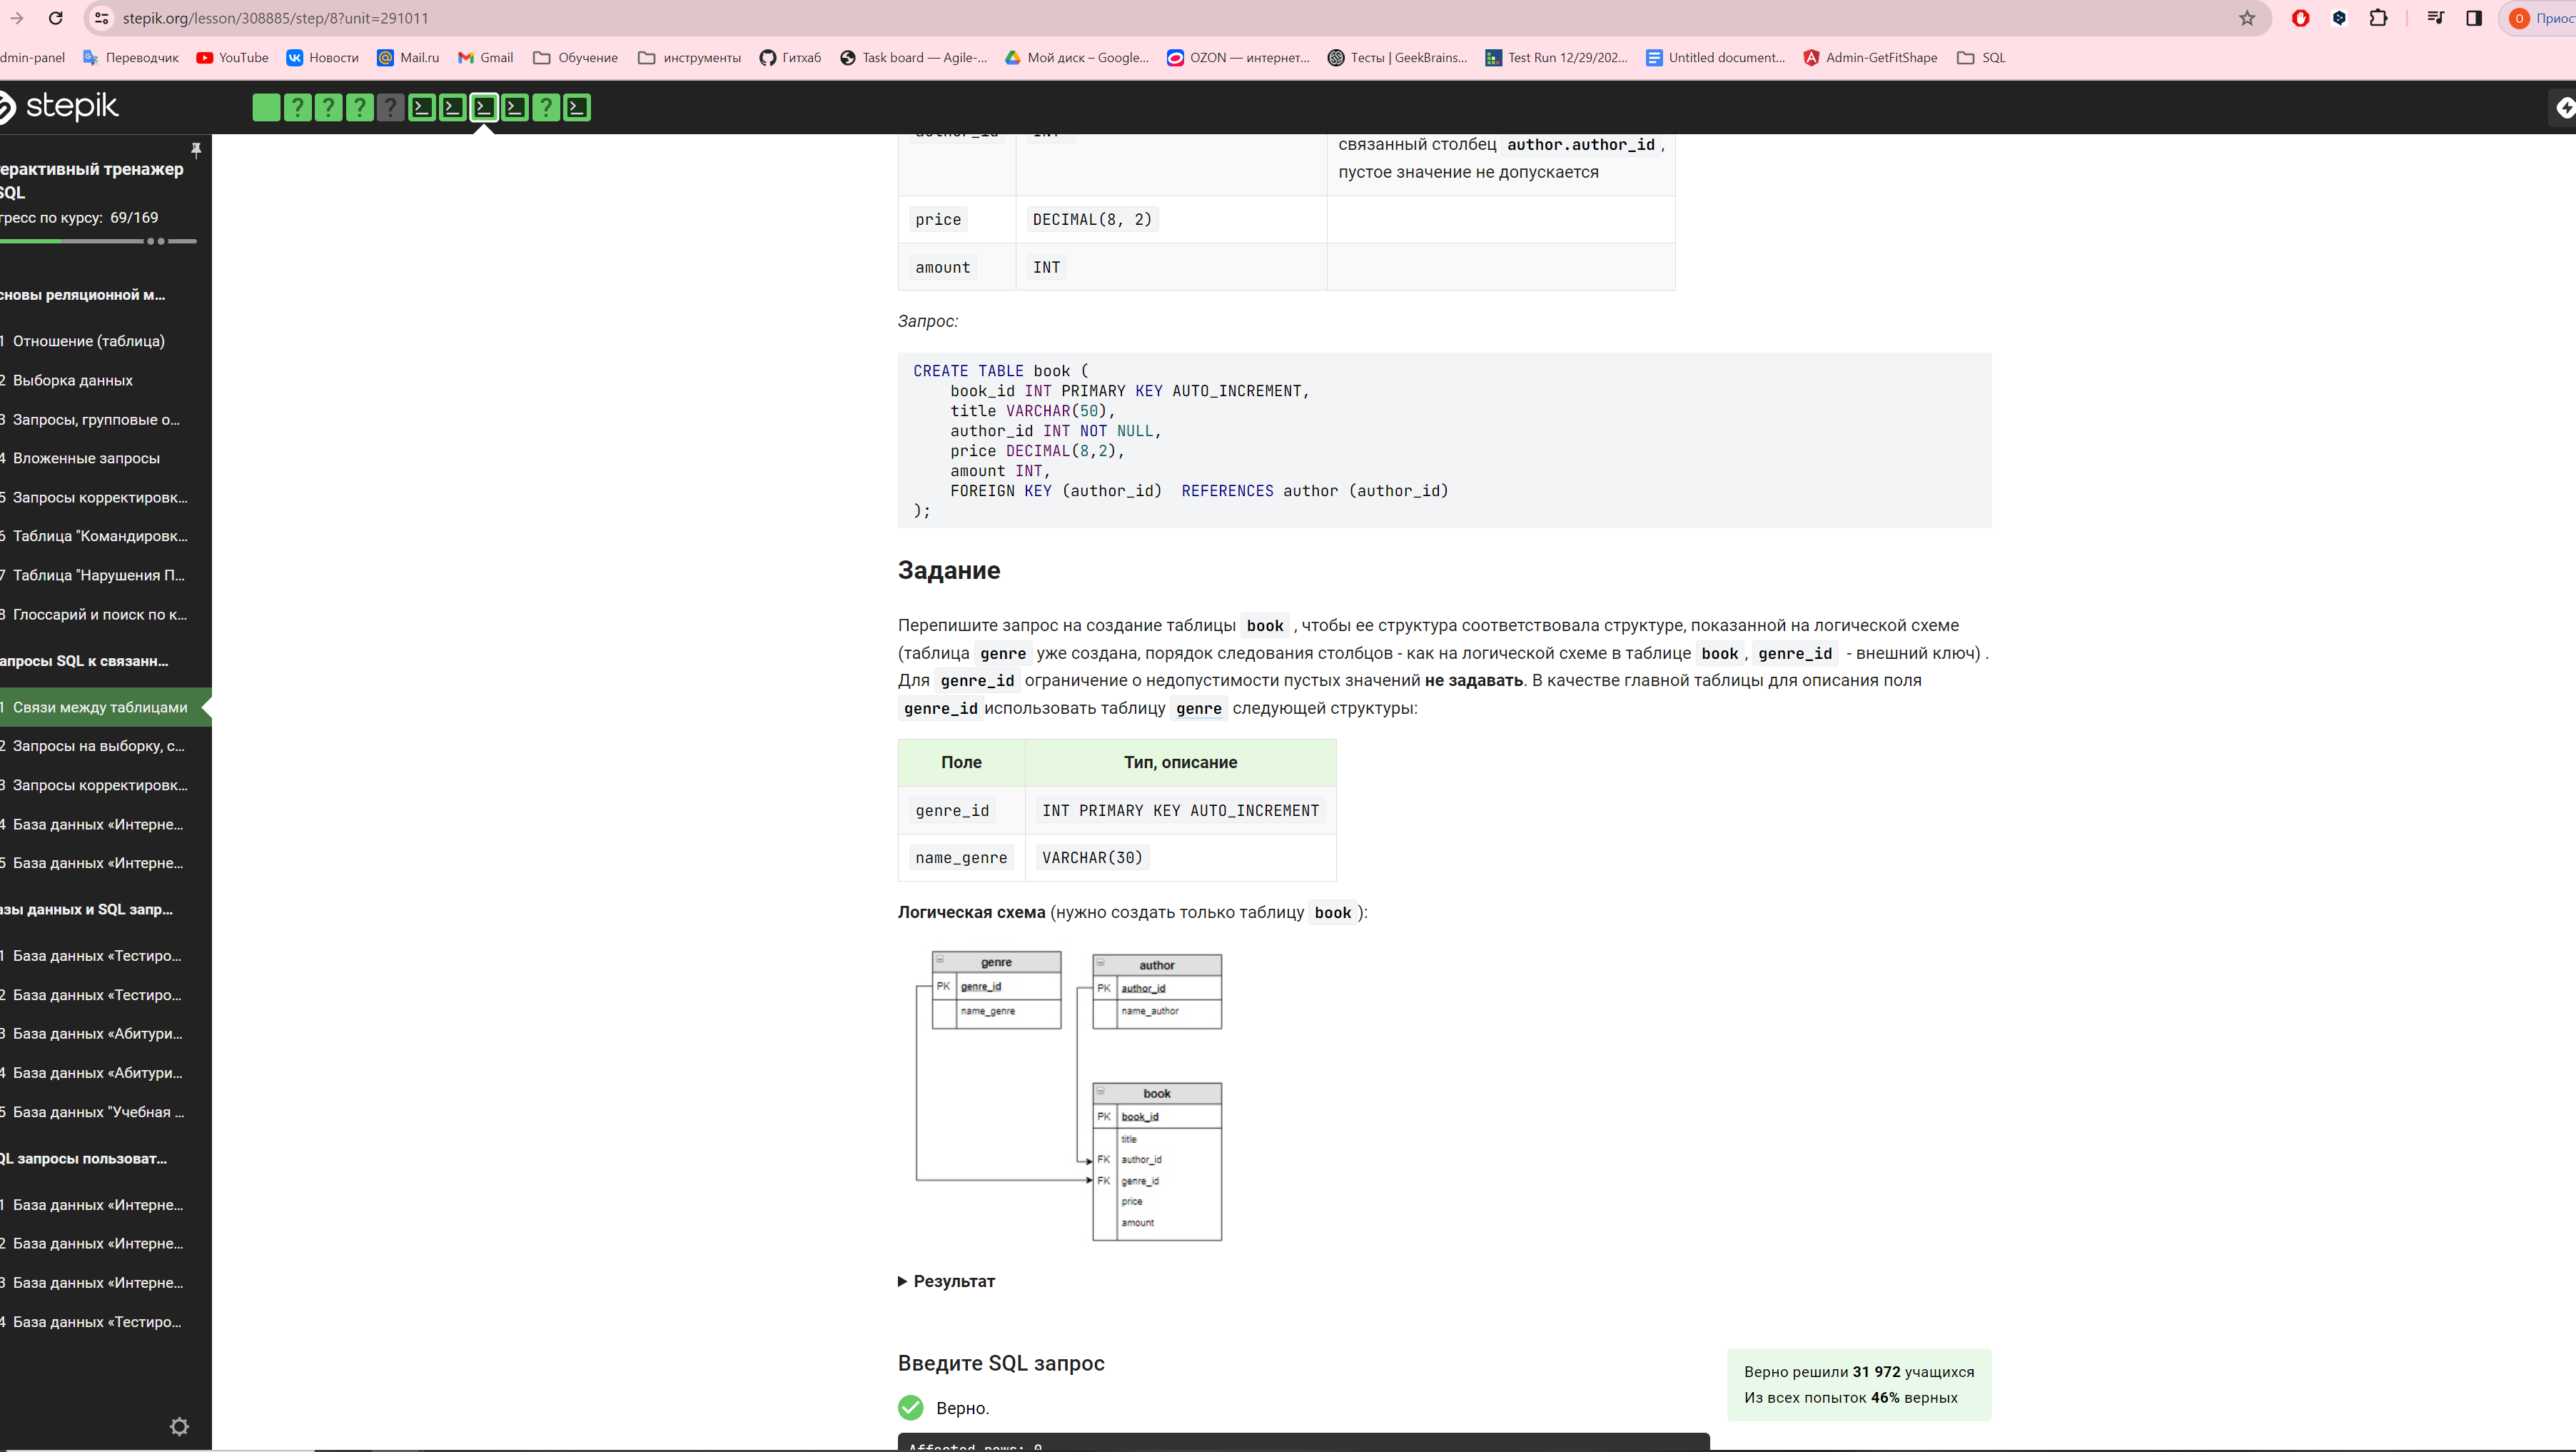 stepik.org/lesson/308885/step/8?unit=291011
О Приос
dmin-panel Переводчик YouTube Новости Mail.ru Gmail Обучение инструменты Гитхаб Task board — Agile-... Мой диск – Google... OZON — интернет... Тесты | GeekBrains... Test Run 12/29/202... Untitled document... Admin-GetFitShape SQL
stepik
ерактивный тренажер
SQL
гресс по курсу: 69/169
сновы реляционной м...
1 Отношение (таблица)
2 Выборка данных
3 Запросы, групповые о...
4 Вложенные запросы
5 Запросы корректировк...
6 Таблица "Командировк...
7 Таблица "Нарушения П...
8 Глоссарий и поиск по к...
апросы SQL к связанн...
1 Связи между таблицами
2 Запросы на выборку, с...
3 Запросы корректировк...
4 База данных «Интерне...
5 База данных «Интерне...
азы данных и SQL запр...
1 База данных «Тестиро...
2 База данных «Тестиро...
3 База данных «Абитури...
4 База данных «Абитури...
5 База данных "Учебная ...
QL запросы пользоват...
1 База данных «Интерне...
2 База данных «Интерне...
3 База данных «Интерне...
4 База данных «Тестиро...
author_id INT связанный столбец author.author_id,
пустое значение не допускается
price DECIMAL(8, 2)
amount INT
Запрос:
CREATE TABLE book (
book_id INT PRIMARY KEY AUTO_INCREMENT,
title VARCHAR(50),
author_id INT NOT NULL,
price DECIMAL(8,2),
amount INT,
FOREIGN KEY (author_id)  REFERENCES author (author_id)
);
Задание
Перепишите запрос на создание таблицы book , чтобы ее структура соответствовала структуре, показанной на логической схеме
(таблица genre уже создана, порядок следования столбцов - как на логической схеме в таблице book, genre_id - внешний ключ) .
Для genre_id ограничение о недопустимости пустых значений не задавать. В качестве главной таблицы для описания поля
genre_id использовать таблицу genre следующей структуры:
Поле Тип, описание
genre_id INT PRIMARY KEY AUTO_INCREMENT
name_genre VARCHAR(30)
Логическая схема (нужно создать только таблицу book ):
genre
PK genre_id
name_genre
author
PK author_id
name_author
book
PK book_id
title
FK author_id
FK genre_id
price
amount
Результат
Введите SQL запрос
Верно.
Affected rows: 0
Верно решили 31 972 учащихся
Из всех попыток 46% верных